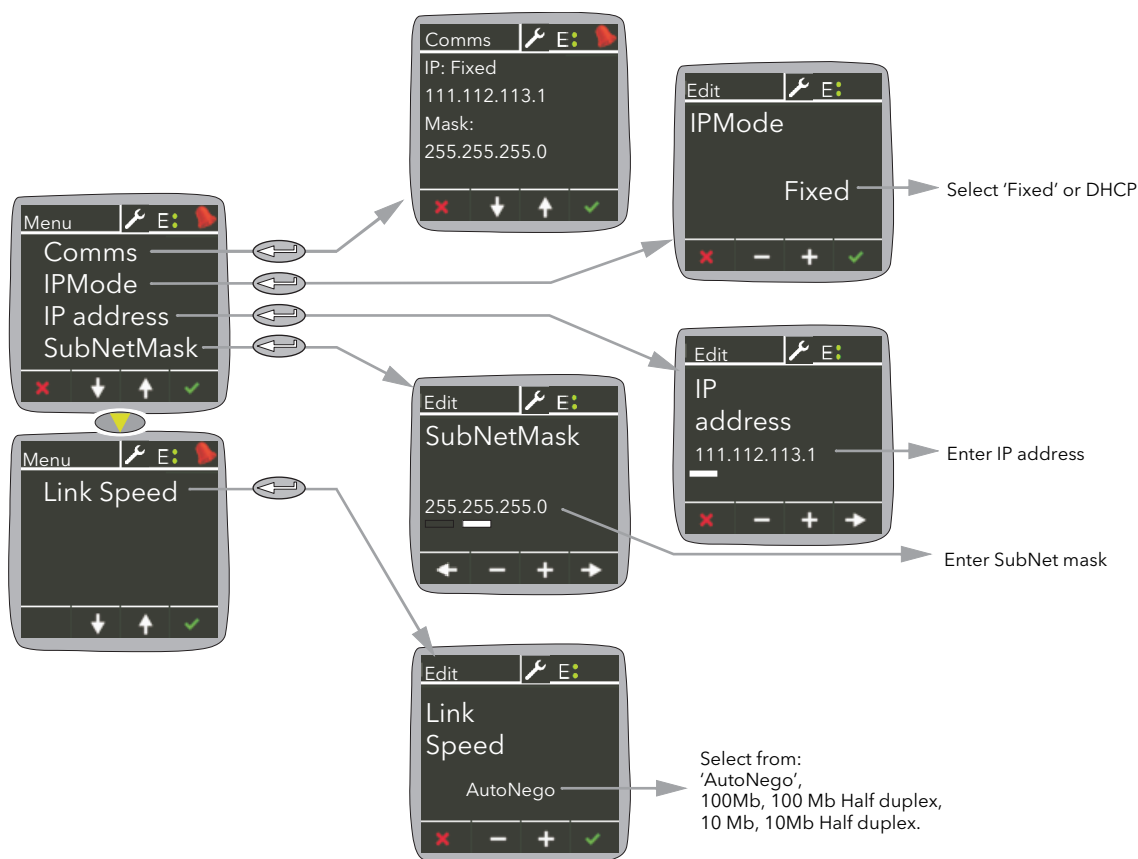 Comms E:
IP: Fixed
111.112.113.1
Mask:
255.255.255.0
Edit E:
IPMode
Fixed
Select ‘Fixed’ or DHCP
Menu E:
Comms
IPMode
IP address
SubNetMask
Edit E:
IP
address
111.112.113.1
Enter IP address
Edit E:
SubNetMask
255.255.255.0
Enter SubNet mask
Menu E:
Link Speed
Edit E:
Link
Speed
AutoNego
Select from:
‘AutoNego’,
100Mb, 100 Mb Half duplex,
10 Mb, 10Mb Half duplex.